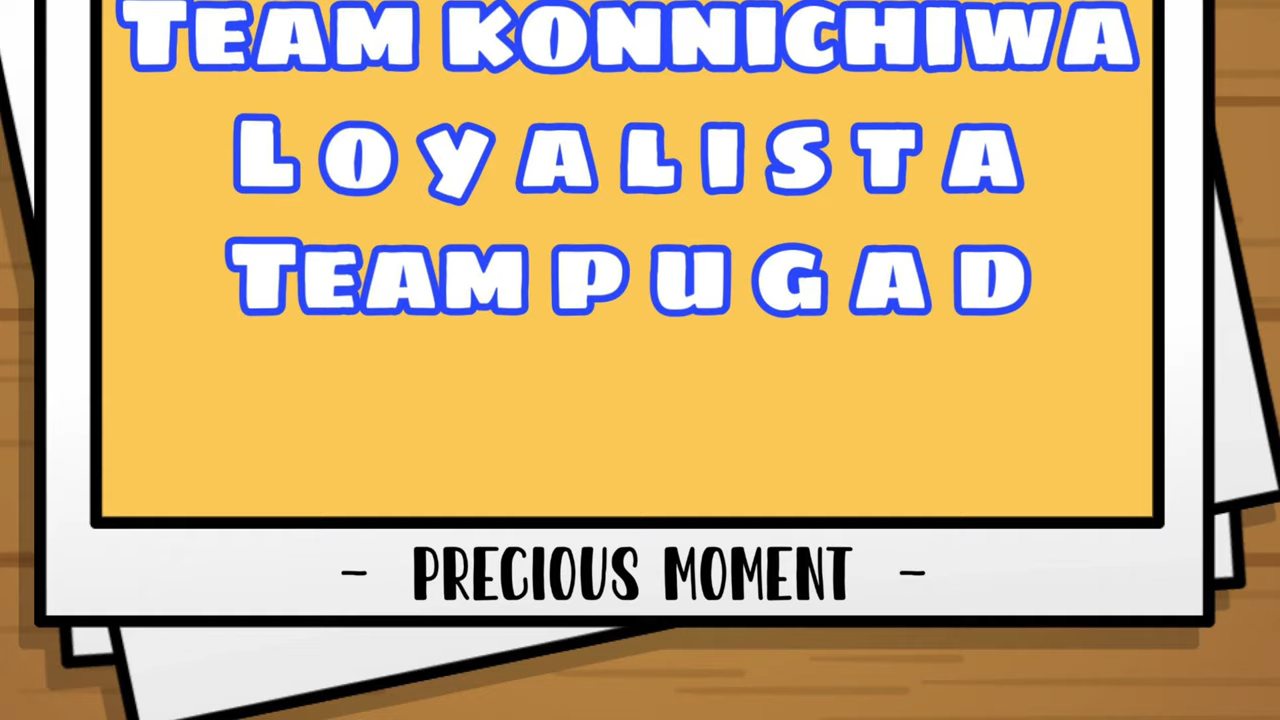 TEAM KONNICHIWA
LOYALISTA
TEAM PUGAD
- PRECIOUS MOMENT -